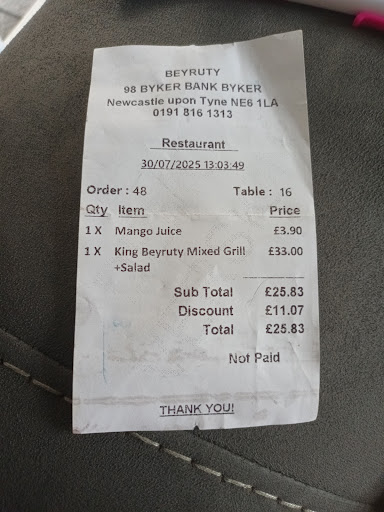 BEYRUTY
98 BYKER BANK BYKER
Newcastle upon Tyne NE6 1LA
0191 816 1313
Restaurant
30/07/2025 13:03:49
Order : 48 Table : 16
Qty Item Price
1 X Mango Juice £3.90
1 X King Beyruty Mixed Grill £33.00
+Salad
Sub Total £25.83
Discount £11.07
Total £25.83
Not Paid
THANK YOU!